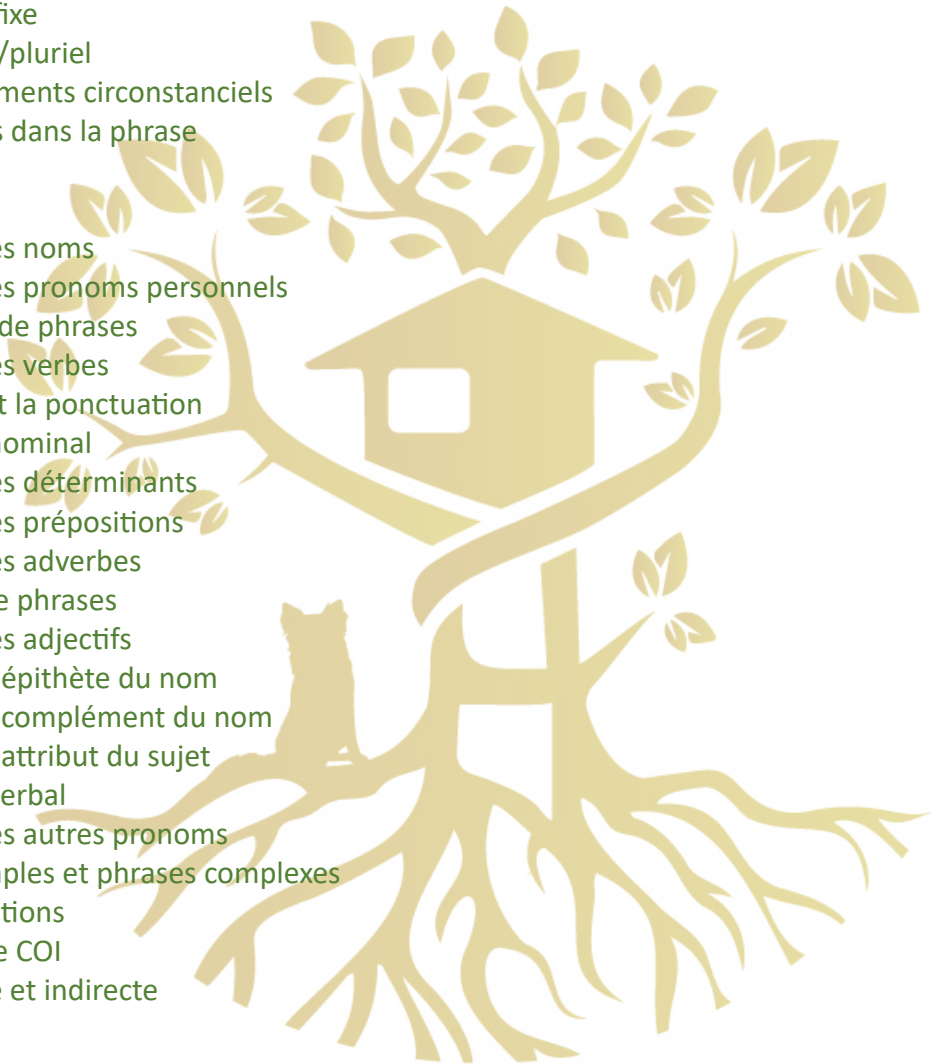 fixe
/pluriel
ments circonstanciels
s dans la phrase
es noms
es pronoms personnels
de phrases
es verbes
t la ponctuation
nominal
es déterminants
es prépositions
es adverbes
e phrases
es adjectifs
épithète du nom
complément du nom
attribut du sujet
erbal
es autres pronoms
ples et phrases complexes
tions
e COI
e et indirecte